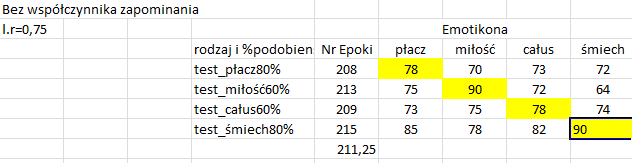 Bez współczynnika zapominania
l.r=0,75
Emotikona
rodzaj i %podobien Nr Epoki płacz miłość całus śmiech
test_płacz80% 208 78 70 73 72
test_miłość60% 213 75 90 72 64
test_całus60% 209 73 75 78 74
test_śmiech80% 215 85 78 82 90
211,25